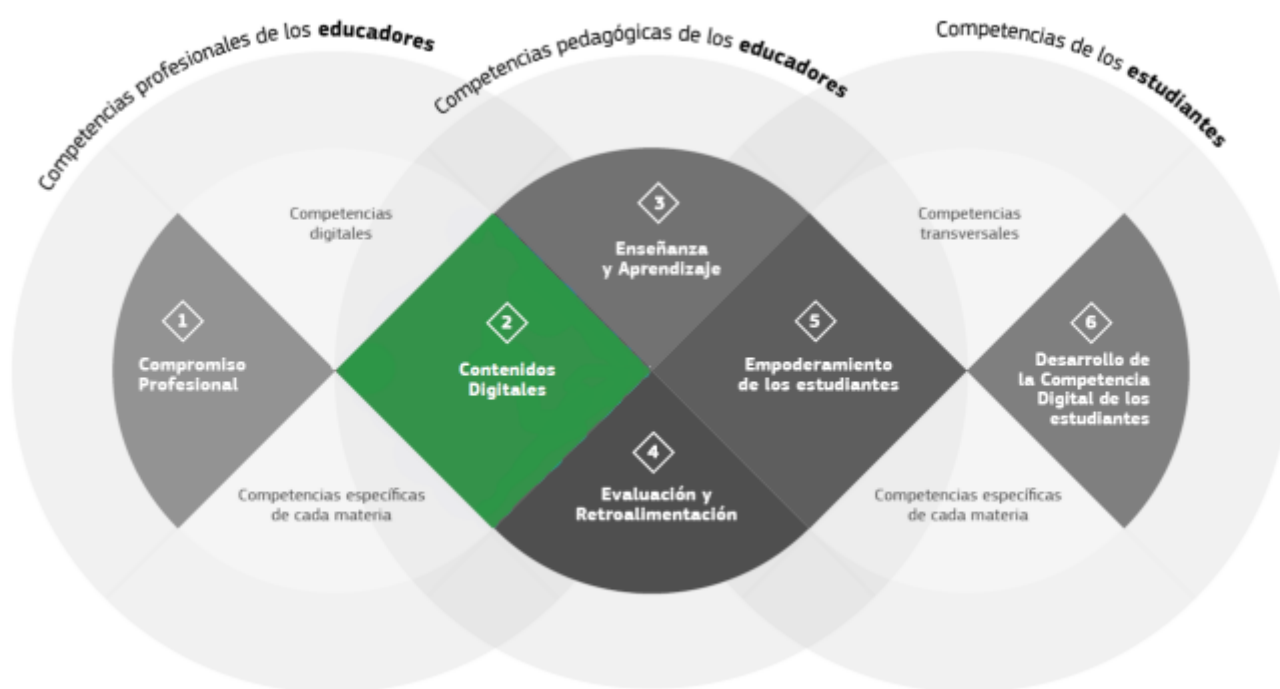 Competencias profesionales de los educadores
Competencias pedagógicas de los educadores
Competencias de los estudiantes
Competencias
digitales
3
Enseñanza
y Aprendizaje
Competencias
transversales
1
Compromiso
Profesional
2
Contenidos
Digitales
5
Empoderamiento
de los estudiantes
6
Desarrollo de
la Competencia
Digital de los
estudiantes
Competencias específicas
de cada materia
4
Evaluación y
Retroalimentación
Competencias específicas
de cada materia